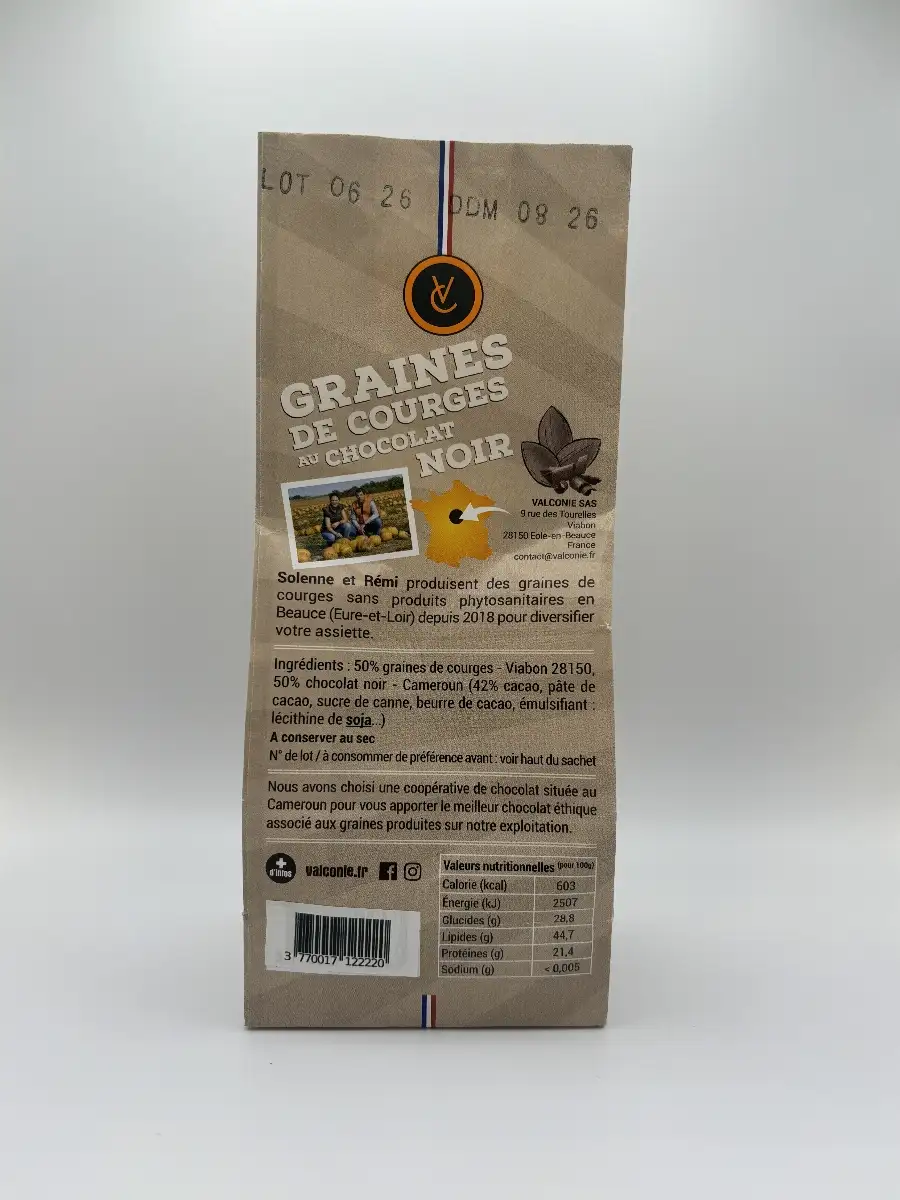 LOT 06 26 DDM 08 26
VC
GRAINES
DE COURGES
AU CHOCOLAT
NOIR
VALCONIE SAS
9 rue des Tourelles
Viabon
28150 Eole-en-Beauce
France
contact@valconie.fr
Solenne et Rémi produisent des graines de
courges sans produits phytosanitaires en
Beauce (Eure-et-Loir) depuis 2018 pour diversifier
votre assiette.
Ingrédients : 50% graines de courges - Viabon 28150,
50% chocolat noir - Cameroun (42% cacao, pâte de
cacao, sucre de canne, beurre de cacao, émulsifiant :
lécithine de soja...)
A conserver au sec
N° de lot / à consommer de préférence avant : voir haut du sachet
Nous avons choisi une coopérative de chocolat située au
Cameroun pour vous apporter le meilleur chocolat éthique
associé aux graines produites sur notre exploitation.
+ d'infos valconie.fr
Valeurs nutritionnelles (pour 100g)
Calorie (kcal) 603
Énergie (kJ) 2507
Glucides (g) 28,8
Lipides (g) 44,7
Protéines (g) 21,4
Sodium (g) < 0,005
3 770017 122220